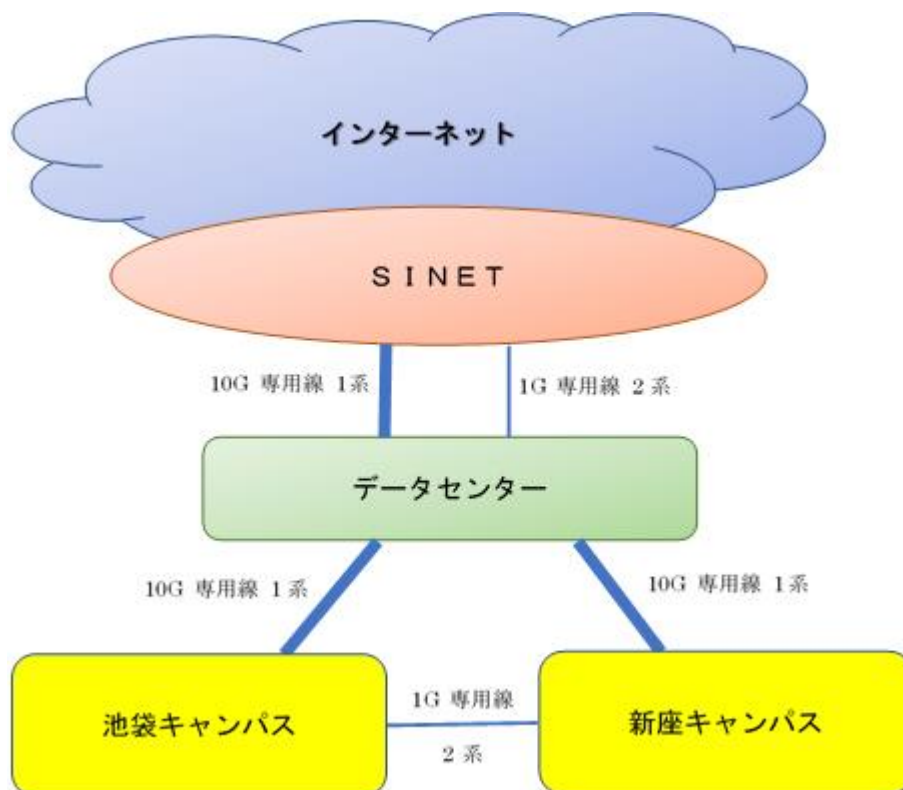 インターネット
ＳＩＮＥＴ
10G 専用線 1系
1G 専用線 2 系
データセンター
10G 専用線 1 系
10G 専用線 1系
池袋キャンパス
1G 専用線
2 系
新座キャンパス